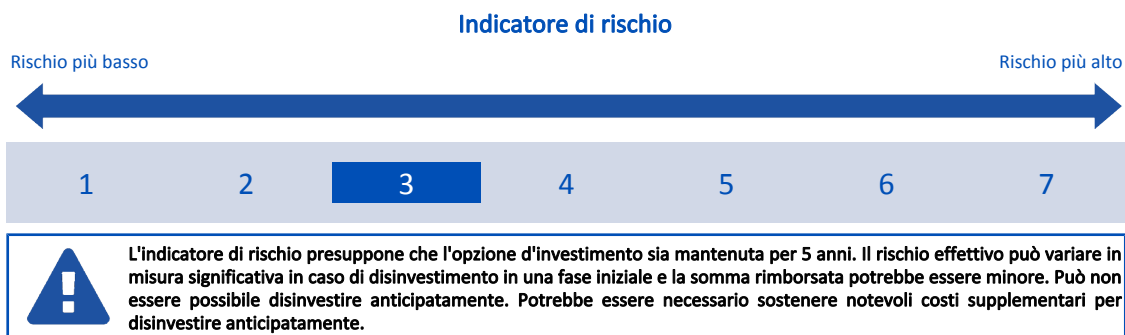 Indicatore di rischio
Rischio più basso Rischio più alto
1 2 3 4 5 6 7
L'indicatore di rischio presuppone che l'opzione d'investimento sia mantenuta per 5 anni. Il rischio effettivo può variare in
misura significativa in caso di disinvestimento in una fase iniziale e la somma rimborsata potrebbe essere minore. Può non
essere possibile disinvestire anticipatamente. Potrebbe essere necessario sostenere notevoli costi supplementari per
disinvestire anticipatamente.